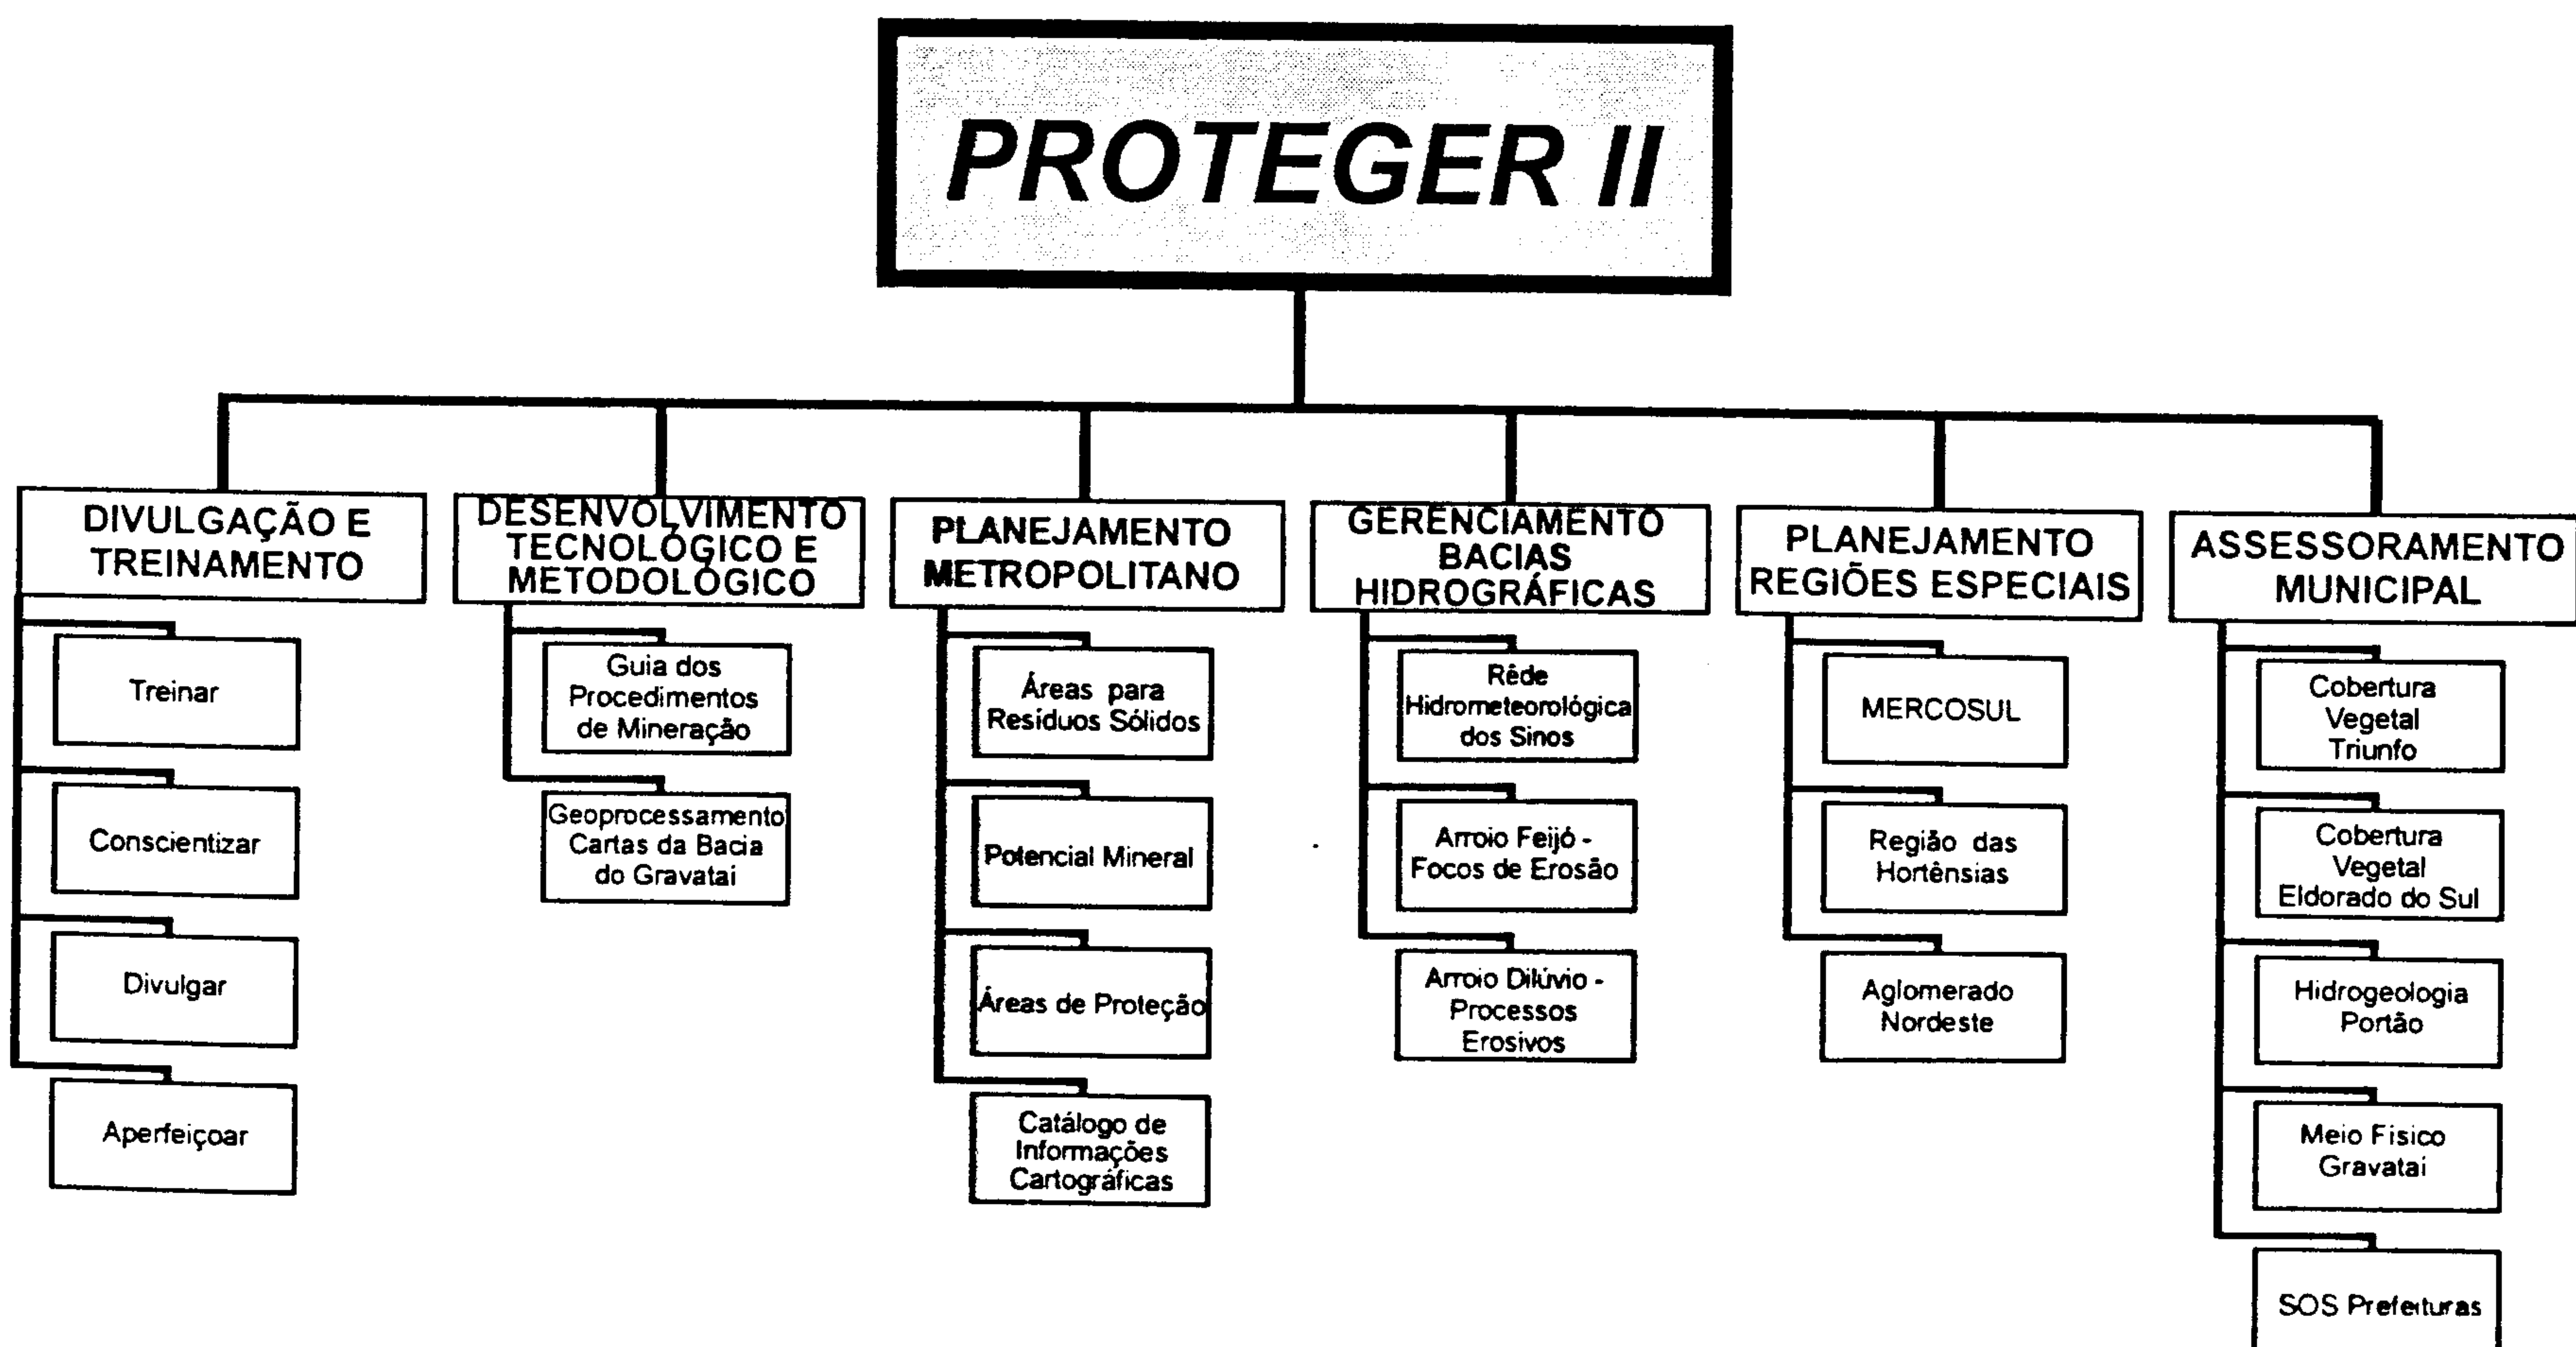 PROTEGER II
DIVULGAÇÃO E
TREINAMENTO
Treinar
Conscientizar
Divulgar
Aperfeiçoar
DESENVOLVIMENTO
TECNOLÓGICO E
METODOLÓGICO
Guia dos
Procedimentos
de Mineração
Geoprocessamento
Cartas da Bacia
do Gravataí
PLANEJAMENTO
METROPOLITANO
Áreas para
Resíduos Sólidos
Potencial Mineral
Áreas de Proteção
Catálogo de
Informações
Cartográficas
GERENCIAMENTO
BACIAS
HIDROGRÁFICAS
Rêde
Hidrometeorológica
dos Sinos
Arroio Feijó -
Focos de Erosão
Arroio Dilúvio -
Processos
Erosivos
PLANEJAMENTO
REGIÕES ESPECIAIS
MERCOSUL
Região das
Hortênsias
Aglomerado
Nordeste
ASSESSORAMENTO
MUNICIPAL
Cobertura
Vegetal
Triunfo
Cobertura
Vegetal
Eldorado do Sul
Hidrogeologia
Portão
Meio Físico
Gravataí
SOS Prefeituras